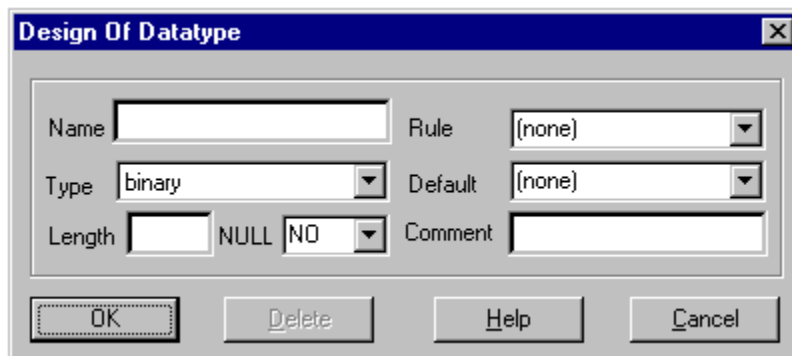 Design Of Datatype
Name Rule (none)
Type binary Default (none)
Length NULL NO Comment
OK Delete Help Cancel